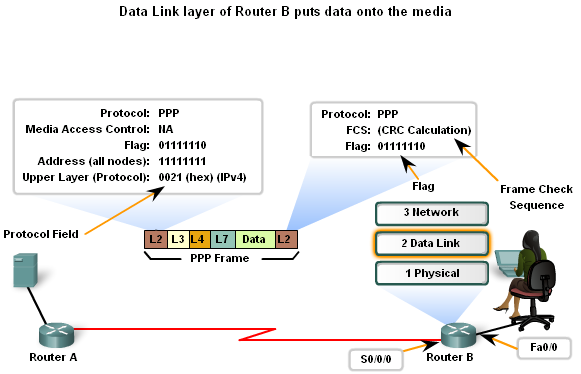 Data Link layer of Router B puts data onto the media
Protocol: PPP
Media Access Control: NA
Flag: 01111110
Address (all nodes): 11111111
Upper Layer (Protocol): 0021 (hex) (IPv4)
Protocol: PPP
FCS: (CRC Calculation)
Flag: 01111110
Flag
Frame Check
Sequence
Protocol Field
L2 L3 L4 L7 Data L2
PPP Frame
3 Network
2 Data Link
1 Physical
Router A
S0/0/0
Router B
Fa0/0